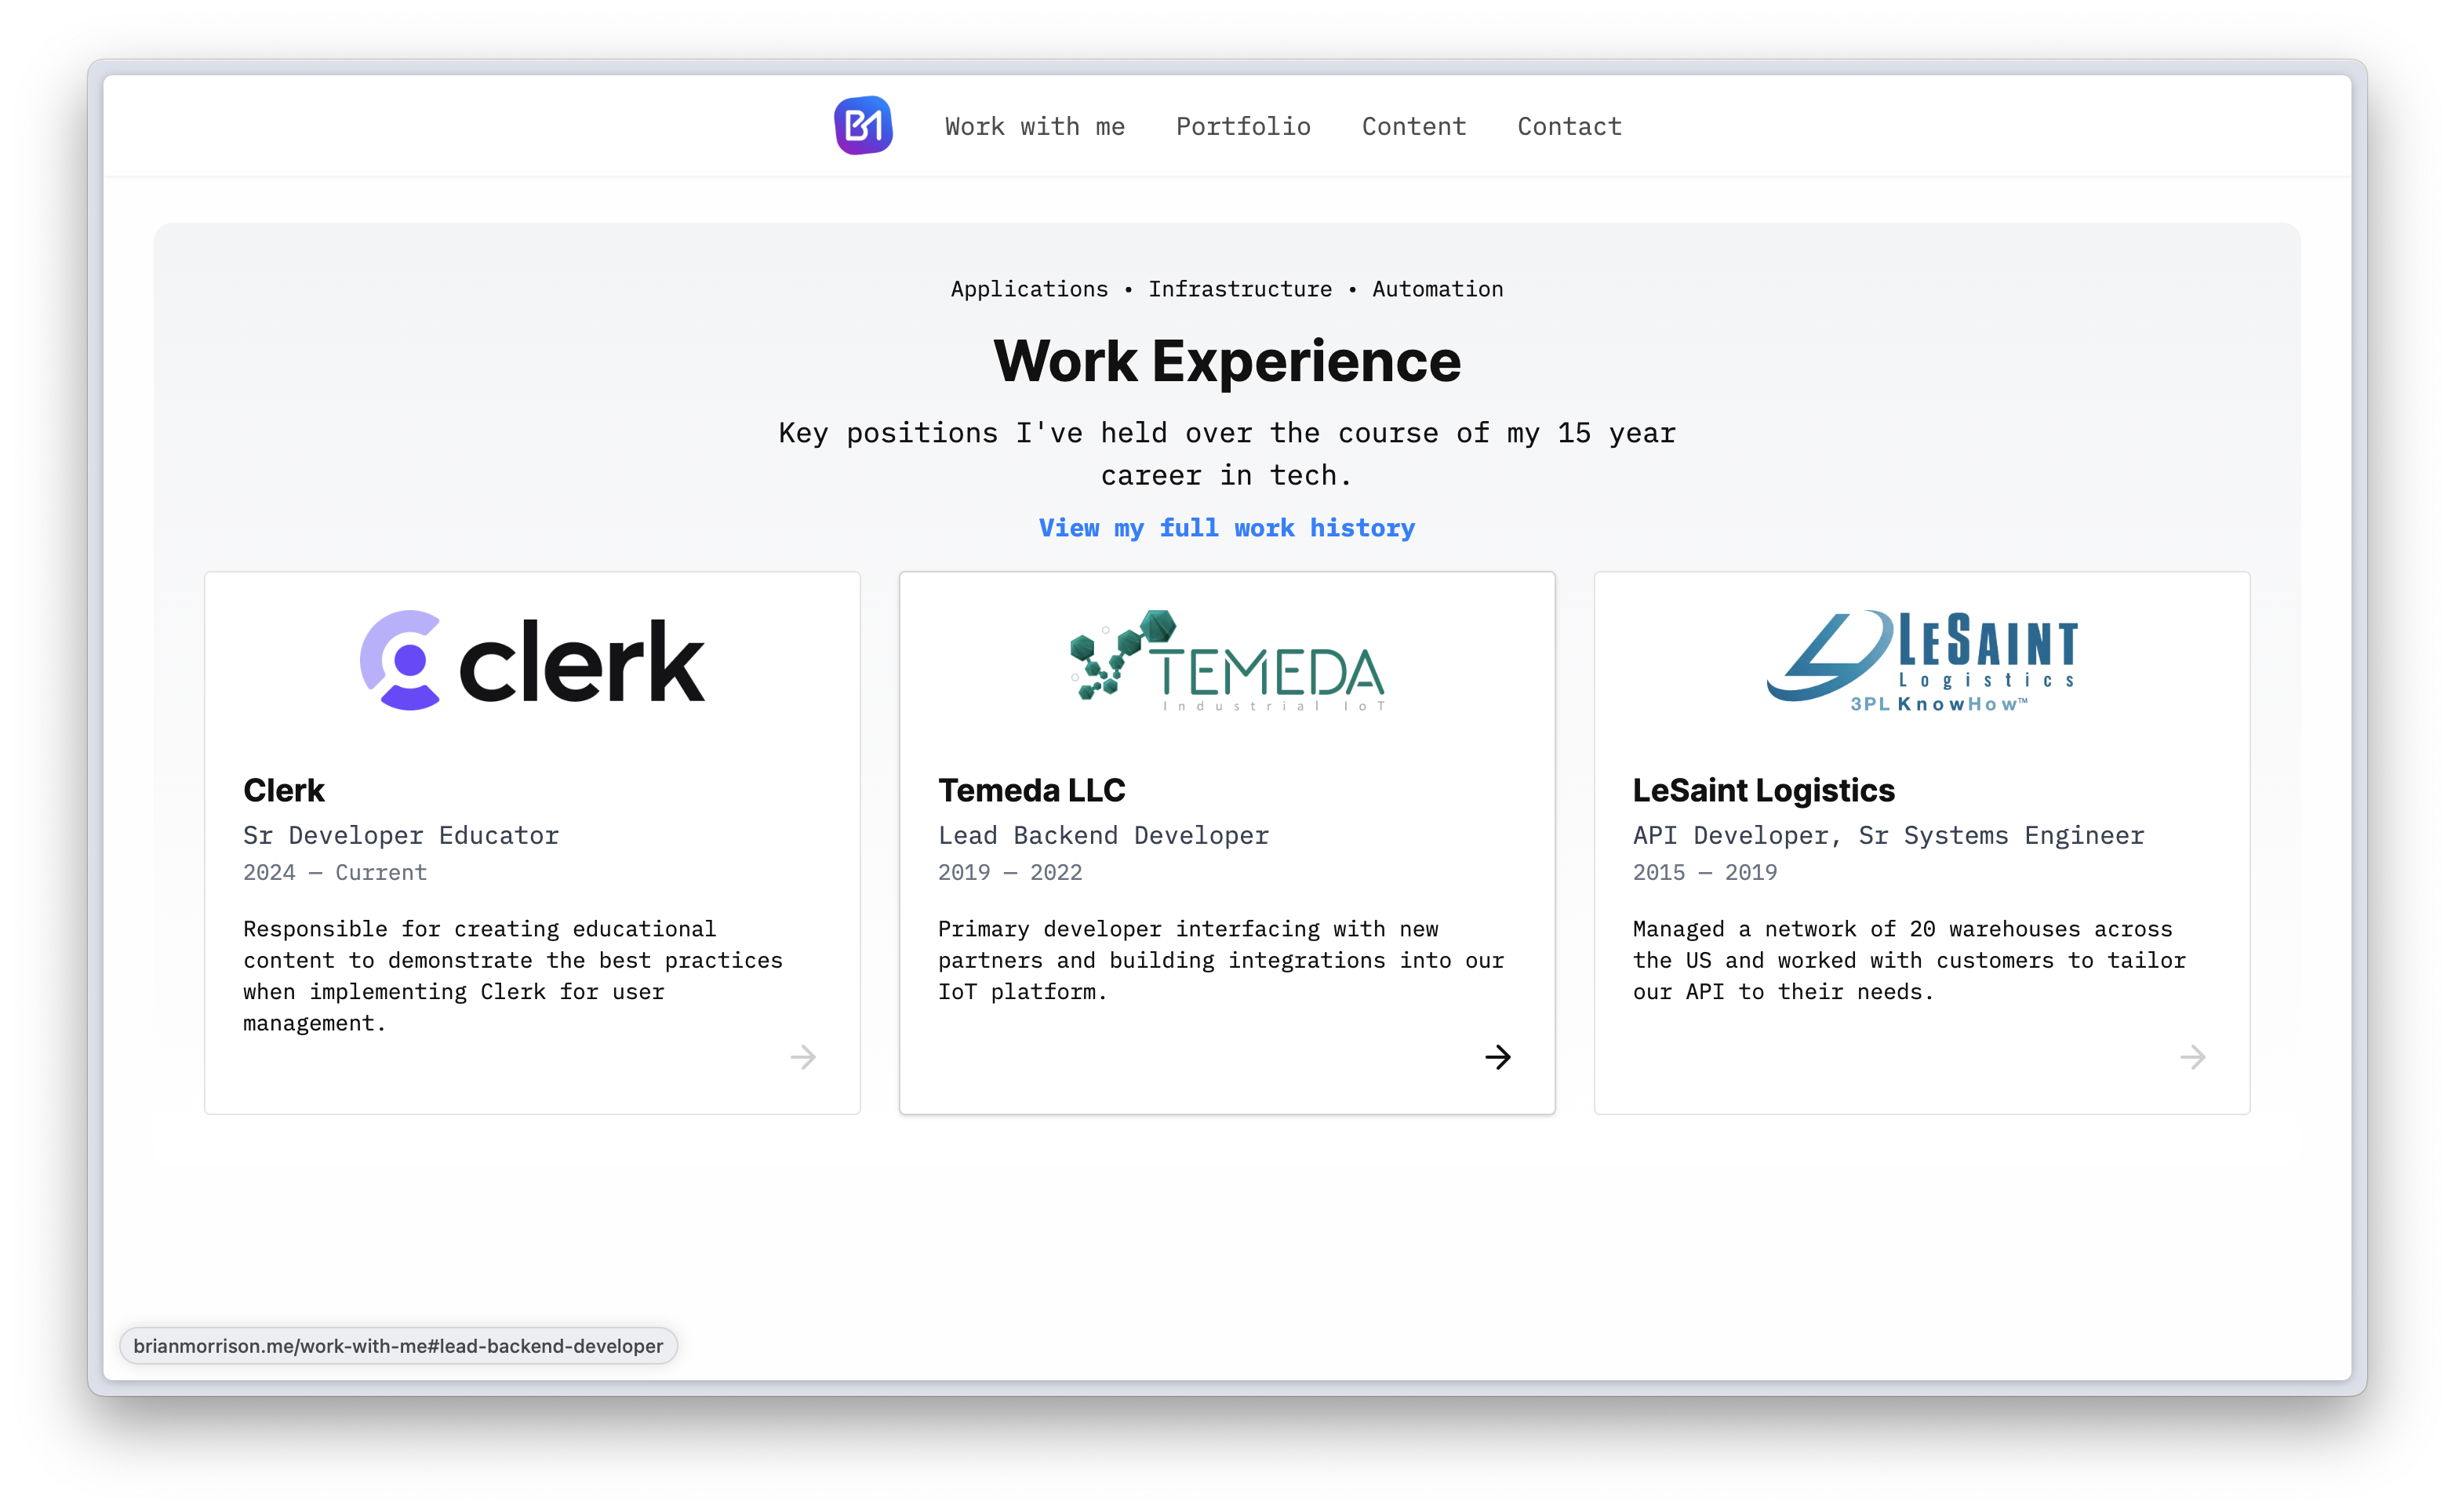 BM
Work with me Portfolio Content Contact
Applications • Infrastructure • Automation
Work Experience
Key positions I've held over the course of my 15 year
career in tech.
View my full work history
clerk
Clerk
Sr Developer Educator
2024 — Current
Responsible for creating educational
content to demonstrate the best practices
when implementing Clerk for user
management.
TEMEDA
Industrial IoT
Temeda LLC
Lead Backend Developer
2019 — 2022
Primary developer interfacing with new
partners and building integrations into our
IoT platform.
LESAINT
Logistics
3PL KnowHow™
LeSaint Logistics
API Developer, Sr Systems Engineer
2015 — 2019
Managed a network of 20 warehouses across
the US and worked with customers to tailor
our API to their needs.
brianmorrison.me/work-with-me#lead-backend-developer